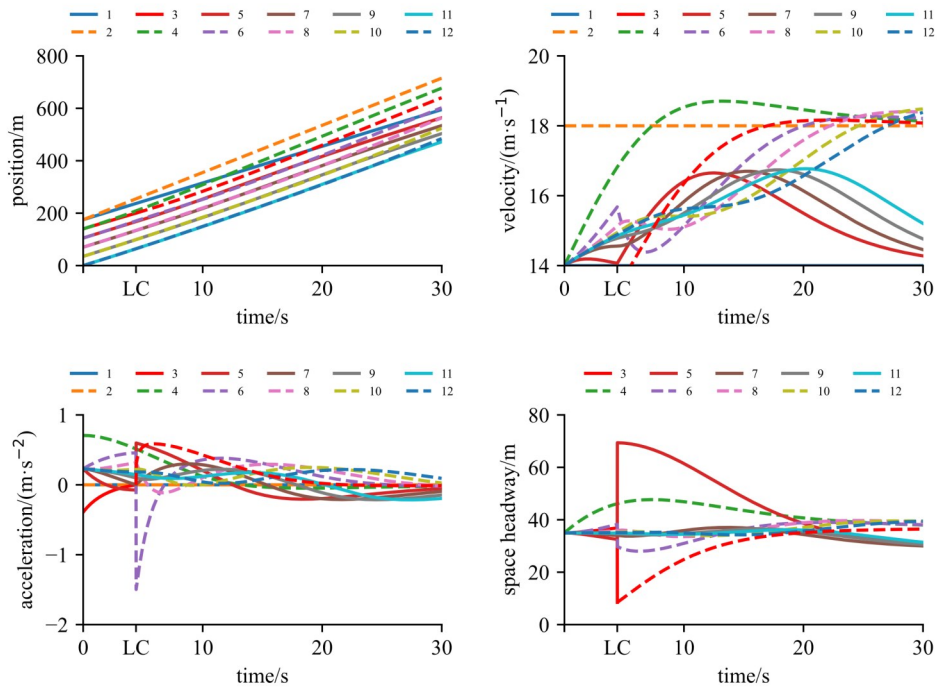 1 3 5 7 9 11
2 4 6 8 10 12
800
600
400
200
0
position/m
0 LC 10 20 30
time/s
1 3 5 7 9 11
2 4 6 8 10 12
20
18
16
14
velocity/(m·s⁻¹)
0 LC 10 20 30
time/s
1 3 5 7 9 11
2 4 6 8 10 12
1
0
−1
−2
acceleration/(m·s⁻²)
0 LC 10 20 30
time/s
3 5 7 9 11
4 6 8 10 12
80
60
40
20
0
space headway/m
0 LC 10 20 30
time/s